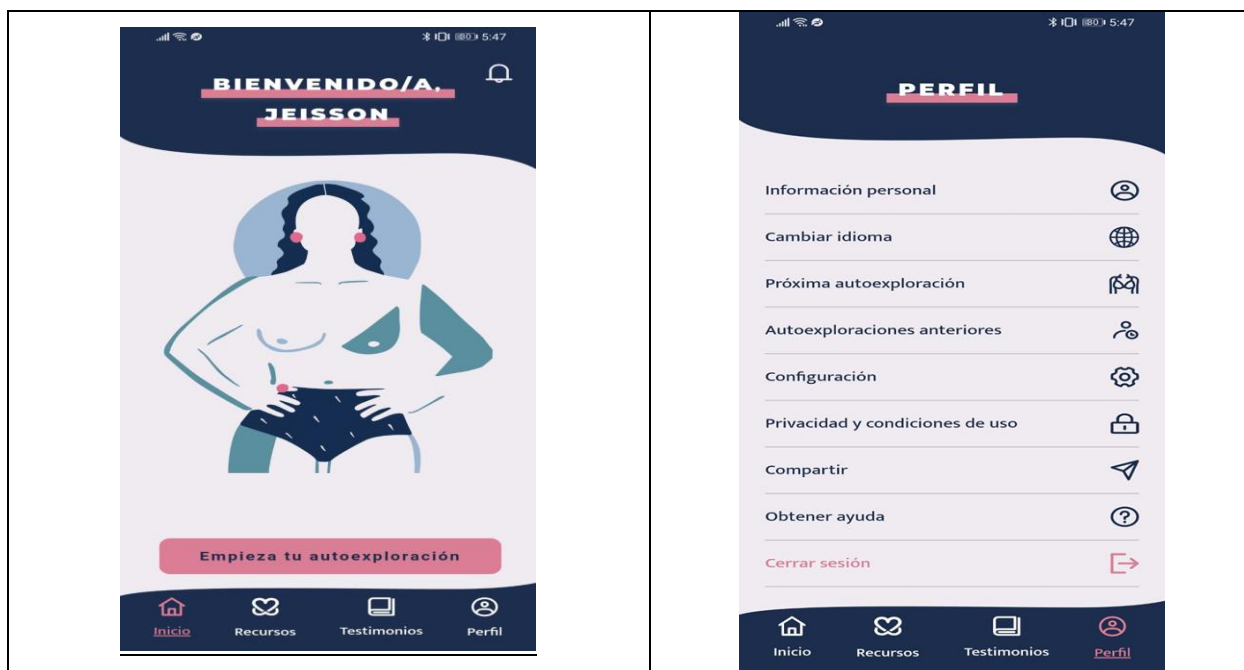 5:47
BIENVENIDO/A,
JEISSON
Empieza tu autoexploración
Inicio
Recursos
Testimonios
Perfil
80 5:47
PERFIL
Información personal
Cambiar idioma
Próxima autoexploración
Autoexploraciones anteriores
Configuración
Privacidad y condiciones de uso
Compartir
Obtener ayuda
Cerrar sesión
Inicio
Recursos
Testimonios
Perfil